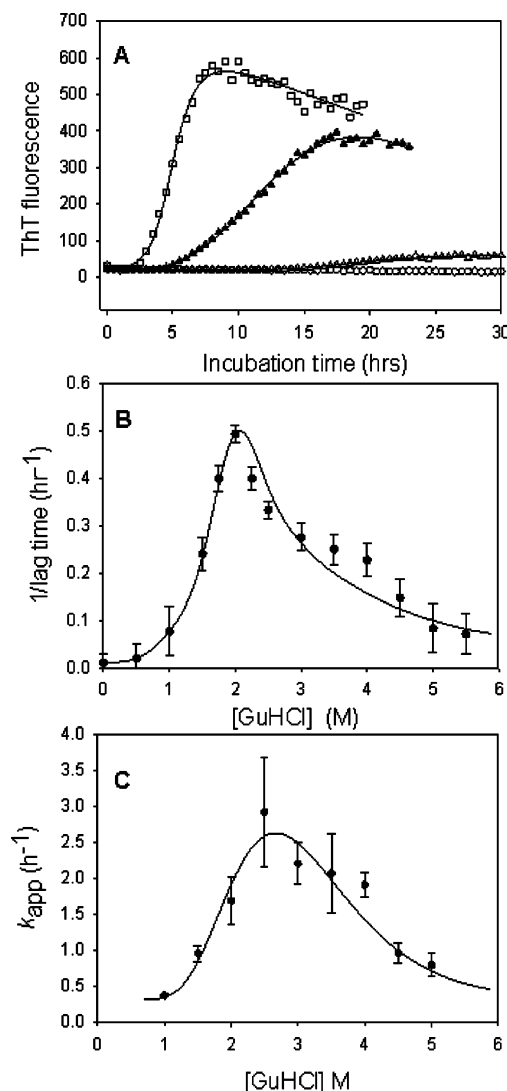 A
700
600
500
400
300
200
100
0
ThT fluorescence
0 5 10 15 20 25 30
Incubation time (hrs)
B
0.6
0.5
0.4
0.3
0.2
0.1
0.0
1/lag time (hr⁻¹)
0 1 2 3 4 5 6
[GuHCl] (M)
C
4.0
3.5
3.0
2.5
2.0
1.5
1.0
0.5
0.0
kapp (h⁻¹)
0 1 2 3 4 5 6
[GuHCl] M